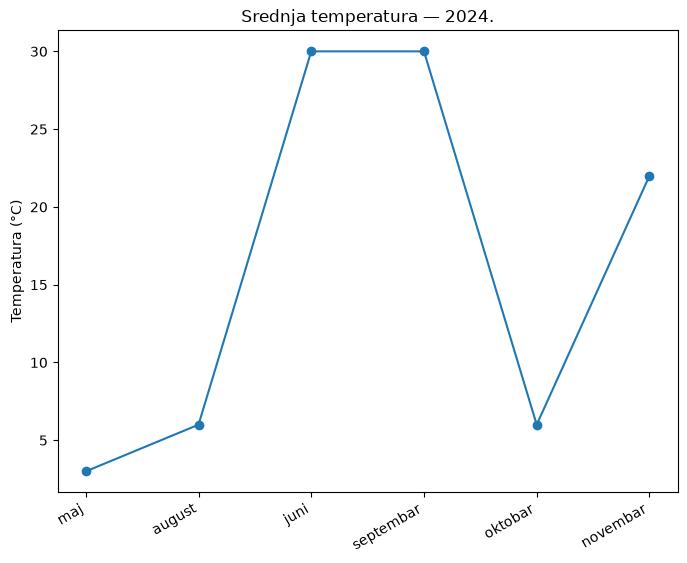 Srednja temperatura — 2024.
Temperatura (°C)
30
25
20
15
10
5
maj
august
juni
septembar
oktobar
novembar